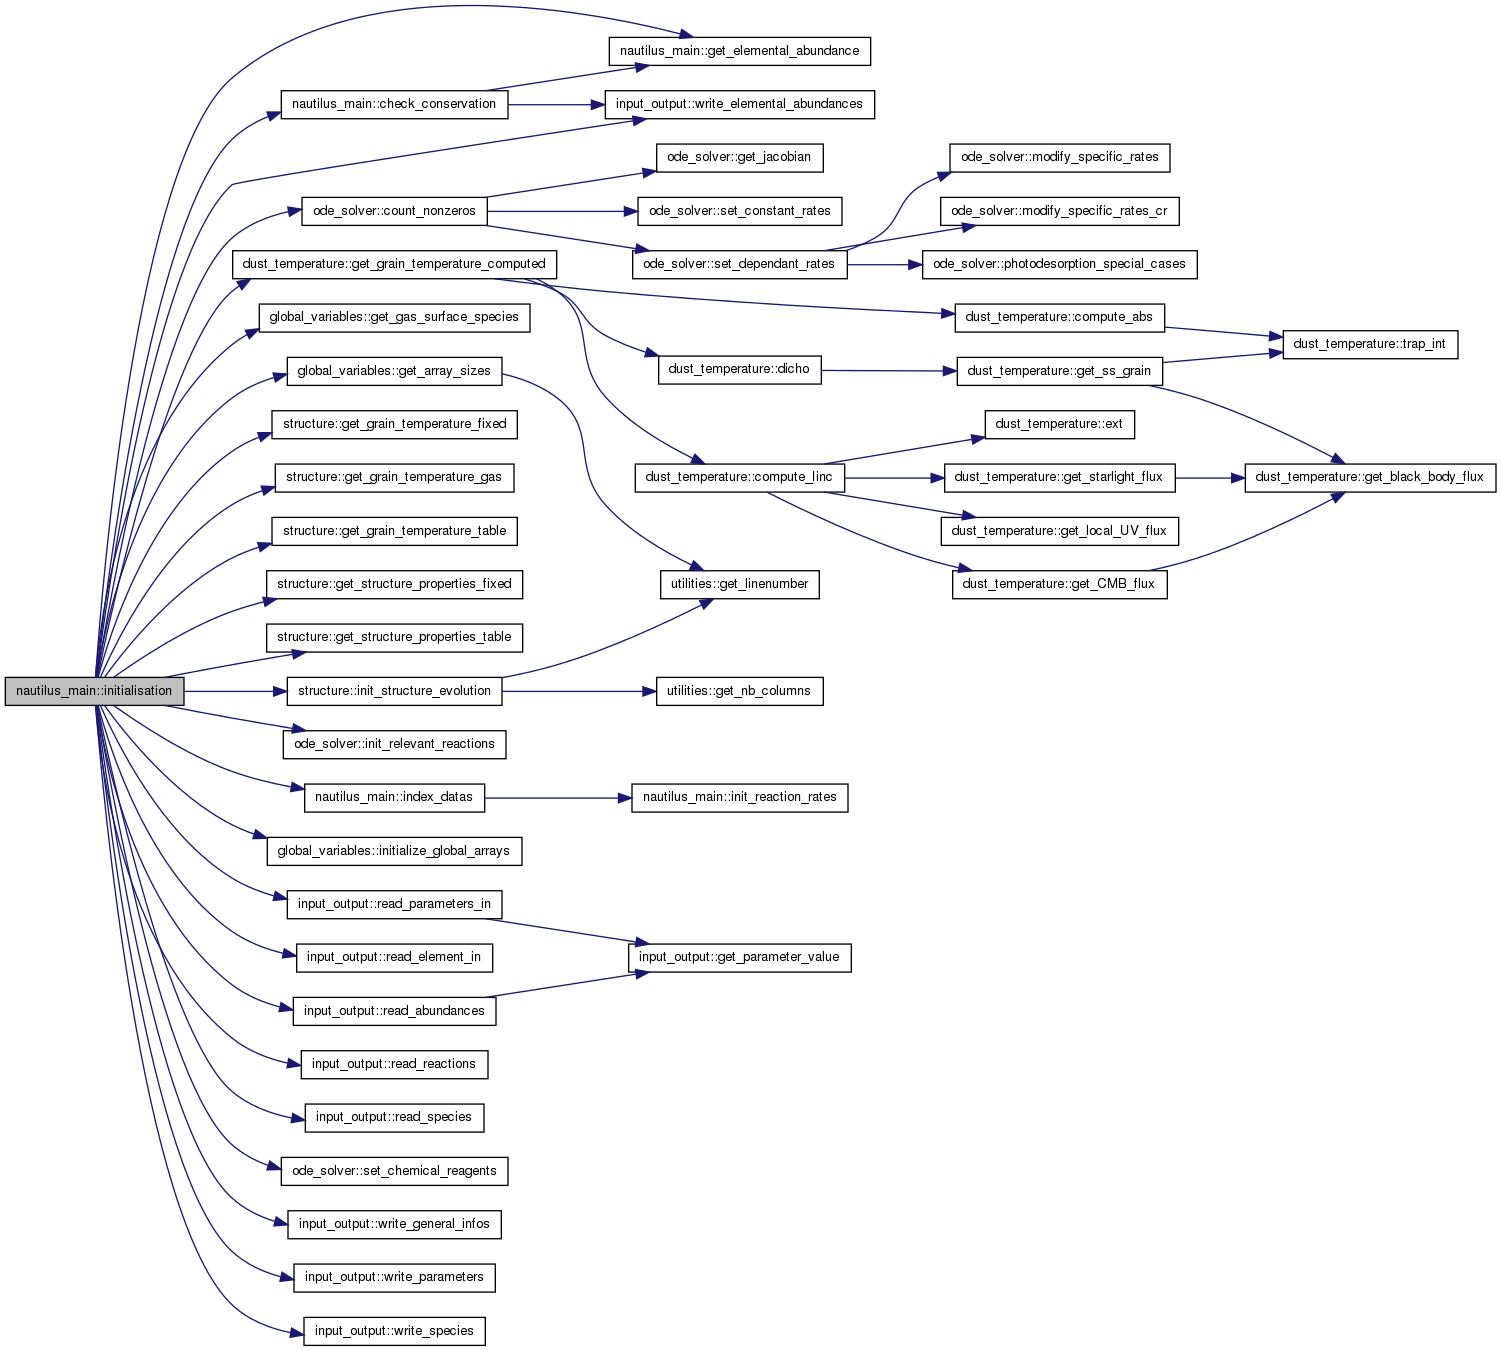 nautilus_main::get_elemental_abundance
nautilus_main::check_conservation
input_output::write_elemental_abundances
ode_solver::get_jacobian
ode_solver::modify_specific_rates
ode_solver::count_nonzeros
ode_solver::set_constant_rates
ode_solver::modify_specific_rates_cr
dust_temperature::get_grain_temperature_computed
ode_solver::set_dependant_rates
ode_solver::photodesorption_special_cases
global_variables::get_gas_surface_species
dust_temperature::compute_abs
dust_temperature::trap_int
global_variables::get_array_sizes
dust_temperature::dicho
dust_temperature::get_ss_grain
structure::get_grain_temperature_fixed
dust_temperature::ext
structure::get_grain_temperature_gas
dust_temperature::compute_Iinc
dust_temperature::get_starlight_flux
dust_temperature::get_black_body_flux
structure::get_grain_temperature_table
dust_temperature::get_local_UV_flux
structure::get_structure_properties_fixed
utilities::get_linenumber
dust_temperature::get_CMB_flux
structure::get_structure_properties_table
nautilus_main::initialisation
structure::init_structure_evolution
utilities::get_nb_columns
ode_solver::init_relevant_reactions
nautilus_main::index_datas
nautilus_main::init_reaction_rates
global_variables::initialize_global_arrays
input_output::read_parameters_in
input_output::read_element_in
input_output::get_parameter_value
input_output::read_abundances
input_output::read_reactions
input_output::read_species
ode_solver::set_chemical_reagents
input_output::write_general_infos
input_output::write_parameters
input_output::write_species